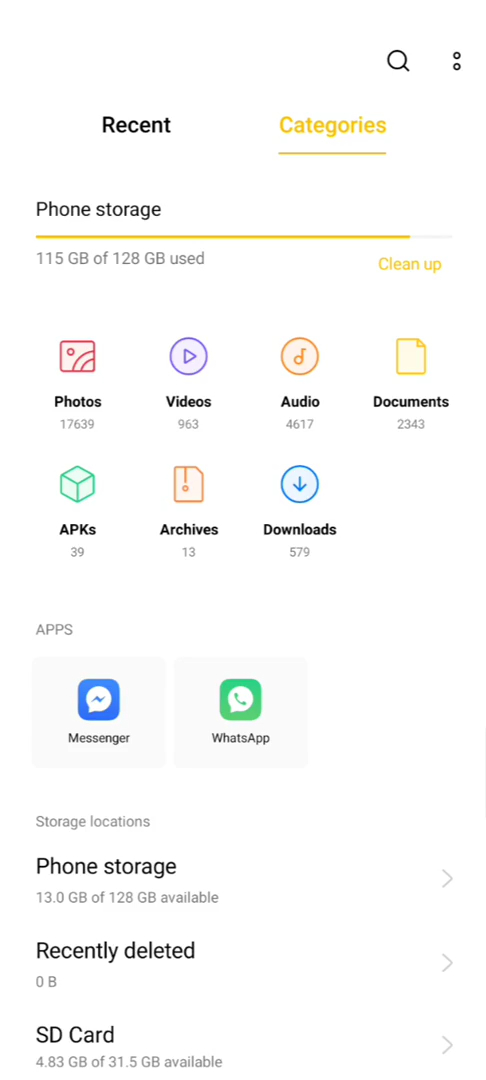 Recent
Categories
Phone storage
115 GB of 128 GB used
Clean up
Photos
Videos
Audio
Documents
17639
963
4617
2343
APKs
Archives
Downloads
39
13
579
APPS
Messenger
WhatsApp
Storage locations
Phone storage
13.0 GB of 128 GB available
Recently deleted
0 B
SD Card
4.83 GB of 31.5 GB available